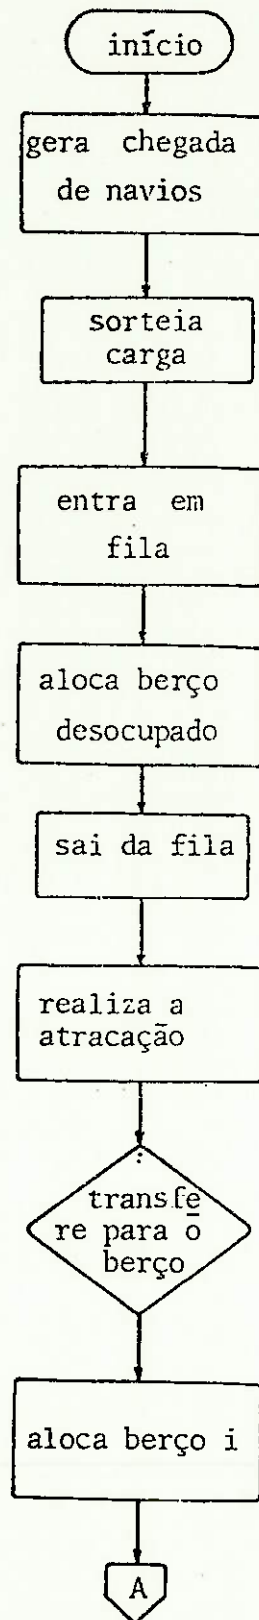 início
gera chegada
de navios
sorteia
carga
entra em
fila
aloca berço
desocupado
sai da fila
realiza a
atracação
transfe
re para o
berço
aloca berço i
A